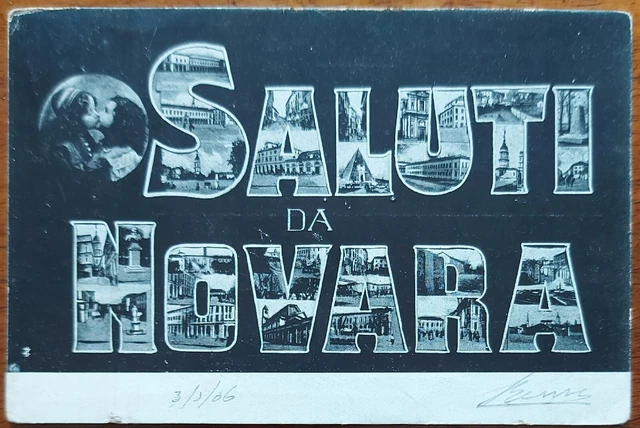 SALUTI
DA
NOVARA
3/3/06